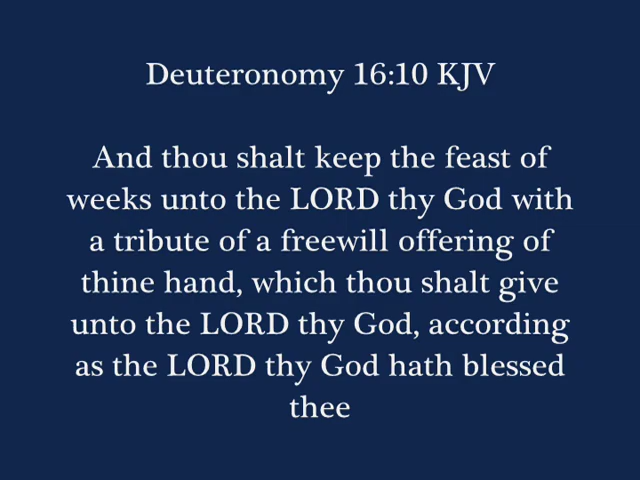 Deuteronomy 16:10 KJV
And thou shalt keep the feast of
weeks unto the LORD thy God with
a tribute of a freewill offering of
thine hand, which thou shalt give
unto the LORD thy God, according
as the LORD thy God hath blessed
thee